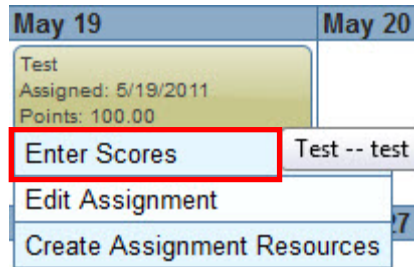 May 19
May 20
Test
Assigned: 5/19/2011
Points: 100.00
Enter Scores
Test -- test
Edit Assignment
27
Create Assignment Resources